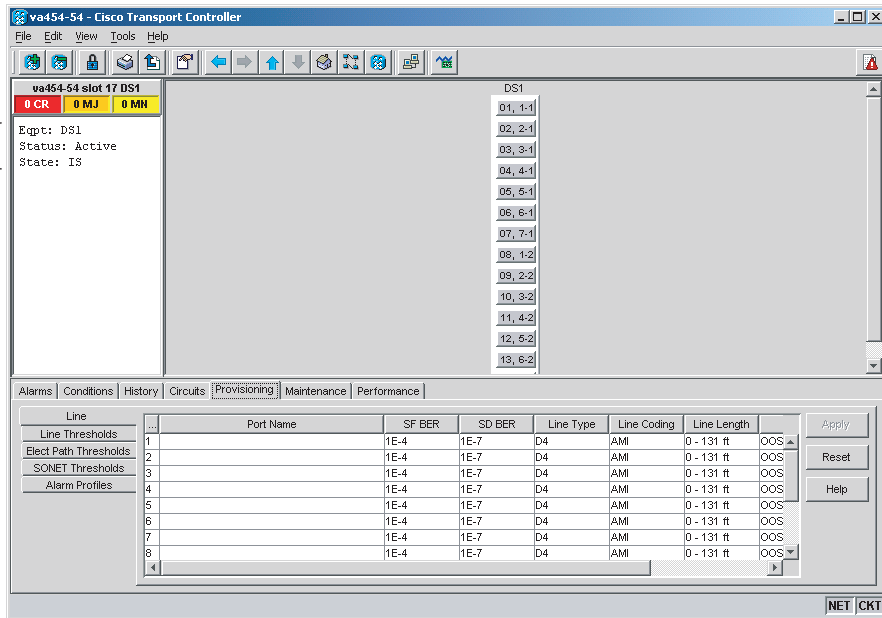 va454-54 - Cisco Transport Controller
File Edit View Tools Help
va454-54 slot 17 DS1
0 CR 0 MJ 0 MN
Eqpt: DS1
Status: Active
State: IS
DS1
01, 1-1
02, 2-1
03, 3-1
04, 4-1
05, 5-1
06, 6-1
07, 7-1
08, 1-2
09, 2-2
10, 3-2
11, 4-2
12, 5-2
13, 6-2
Alarms Conditions History Circuits Provisioning Maintenance Performance
Line
Line Thresholds
Elect Path Thresholds
SONET Thresholds
Alarm Profiles
... Port Name SF BER SD BER Line Type Line Coding Line Length
1 1E-4 1E-7 D4 AMI 0 - 131 ft OOS
2 1E-4 1E-7 D4 AMI 0 - 131 ft OOS
3 1E-4 1E-7 D4 AMI 0 - 131 ft OOS
4 1E-4 1E-7 D4 AMI 0 - 131 ft OOS
5 1E-4 1E-7 D4 AMI 0 - 131 ft OOS
6 1E-4 1E-7 D4 AMI 0 - 131 ft OOS
7 1E-4 1E-7 D4 AMI 0 - 131 ft OOS
8 1E-4 1E-7 D4 AMI 0 - 131 ft OOS
Apply
Reset
Help
NET CKT